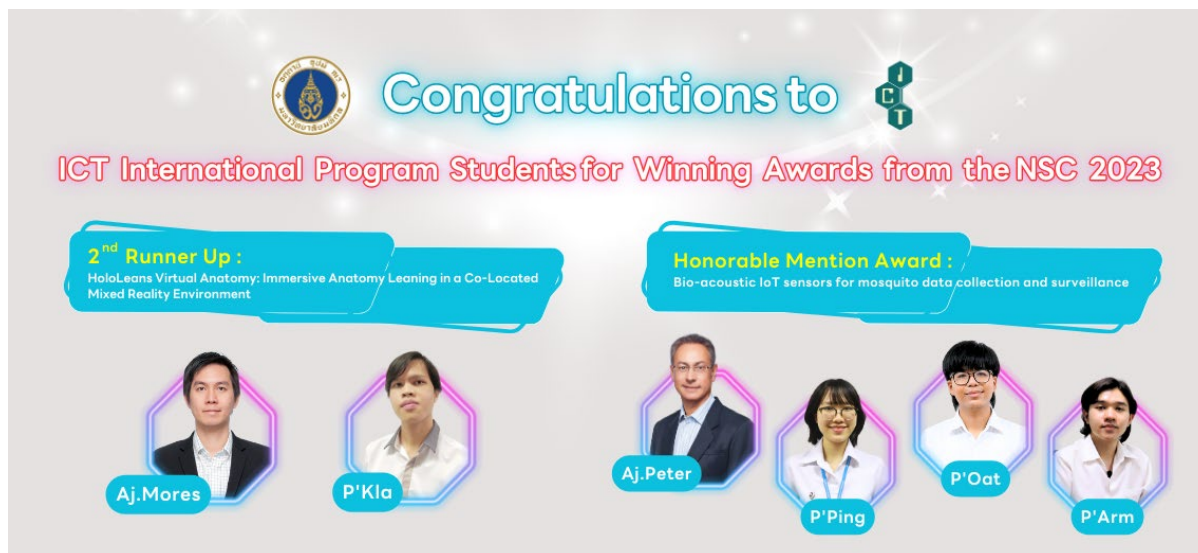 Congratulations to
I
C
T
ICT International Program Students for Winning Awards from the NSC 2023
2nd Runner Up :
HoloLeans Virtual Anatomy: Immersive Anatomy Leaning in a Co-Located
Mixed Reality Environment
Honorable Mention Award :
Bio-acoustic IoT sensors for mosquito data collection and surveillance
Aj.Mores
P'Kla
Aj.Peter
P'Ping
P'Oat
P'Arm